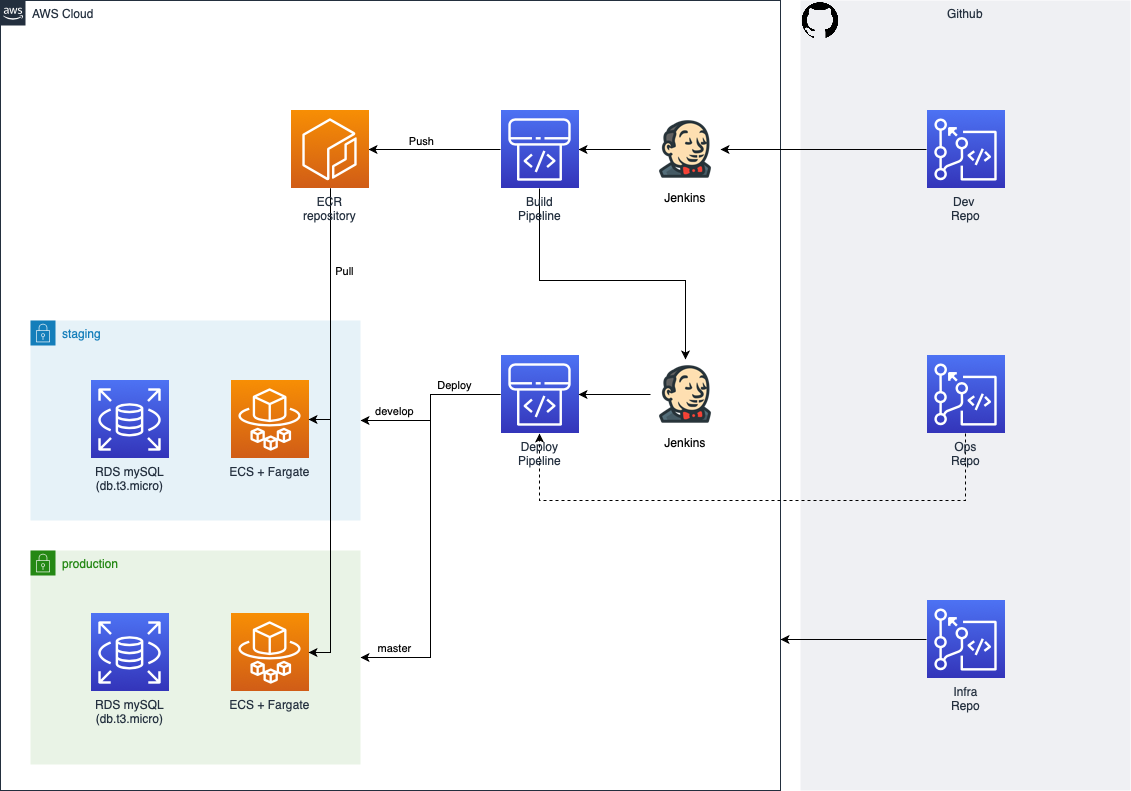 aws
AWS Cloud
Github
Push
ECR
repository
Build
Pipeline
Jenkins
Dev
Repo
Pull
staging
Deploy
develop
RDS mySQL
(db.t3.micro)
ECS + Fargate
Deploy
Pipeline
Jenkins
Ops
Repo
production
master
RDS mySQL
(db.t3.micro)
ECS + Fargate
Infra
Repo